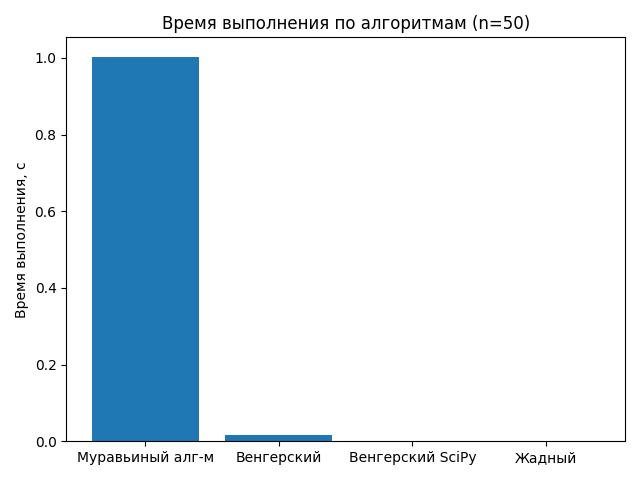 Время выполнения по алгоритмам (n=50)
Время выполнения, с
1.0
0.8
0.6
0.4
0.2
0.0
Муравьиный алг-м Венгерский Венгерский SciPy Жадный